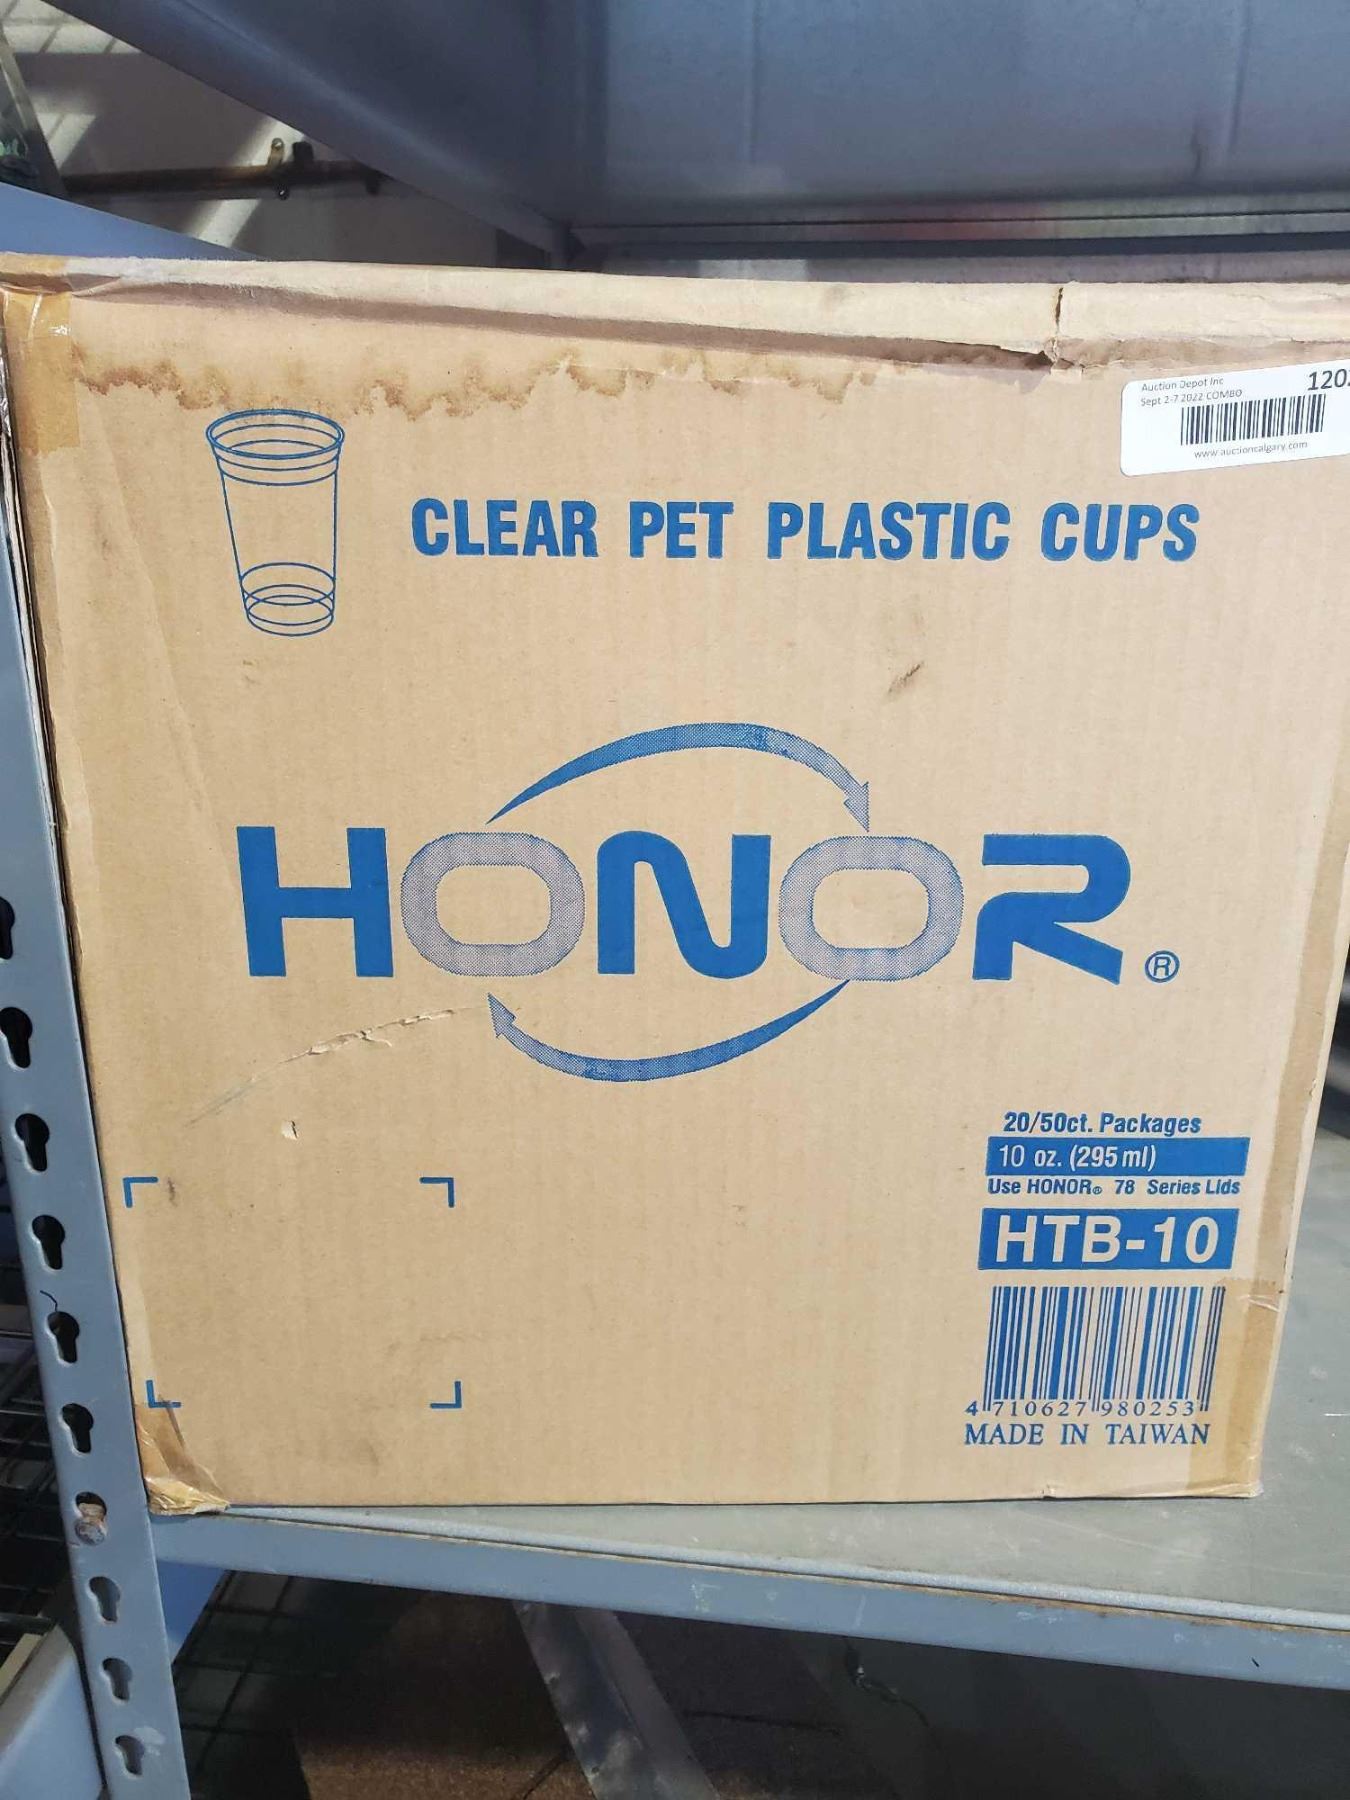 Auction Depot Inc
Sept 2-7 2022 COMBO
www.auctioncalgary.com
CLEAR PET PLASTIC CUPS
HONOR®
20/50ct. Packages
10 oz. (295 ml)
Use HONOR® 78 Series Lids
HTB-10
4 710627 980253
MADE IN TAIWAN